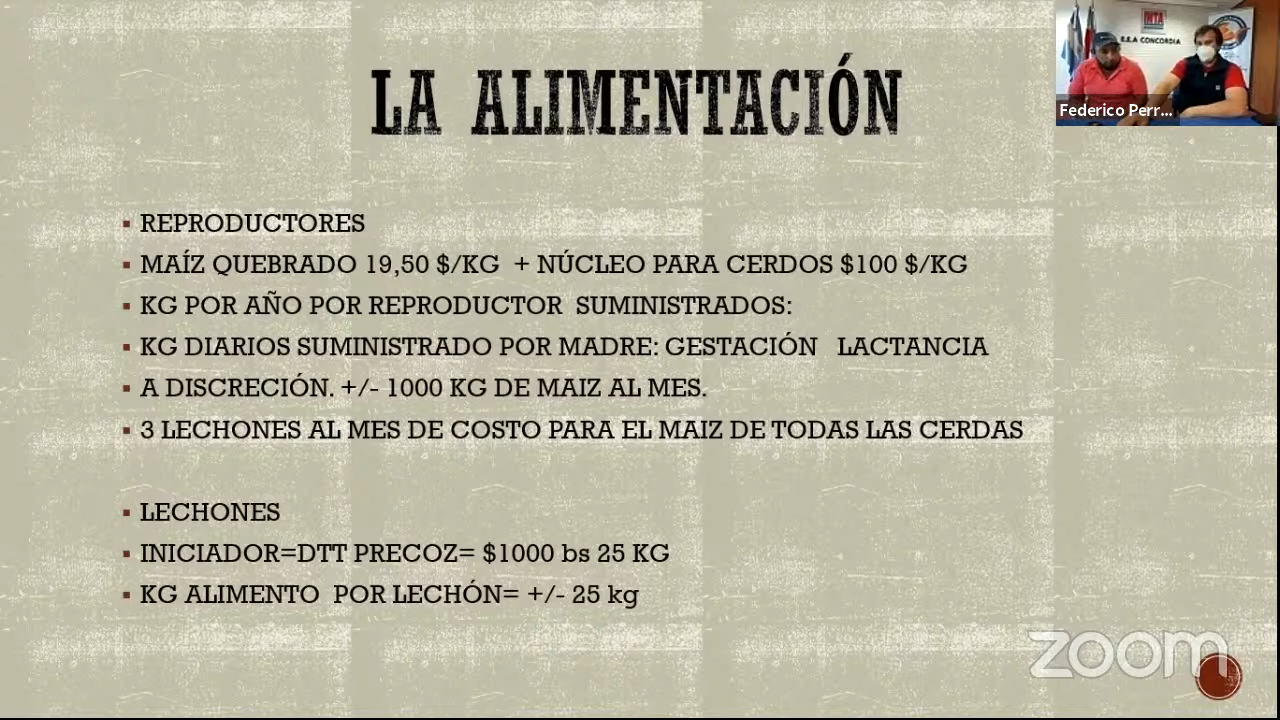 INTA
E.E.A CONCORDIA
Federico Perr...
LA ALIMENTACIÓN
▪ REPRODUCTORES
▪ MAÍZ QUEBRADO 19,50 $/KG + NÚCLEO PARA CERDOS $100 $/KG
▪ KG POR AÑO POR REPRODUCTOR SUMINISTRADOS:
▪ KG DIARIOS SUMINISTRADO POR MADRE: GESTACIÓN LACTANCIA
▪ A DISCRECIÓN. +/- 1000 KG DE MAIZ AL MES.
▪ 3 LECHONES AL MES DE COSTO PARA EL MAIZ DE TODAS LAS CERDAS
▪ LECHONES
▪ INICIADOR=DTT PRECOZ= $1000 bs 25 KG
▪ KG ALIMENTO POR LECHÓN= +/- 25 kg
zoom